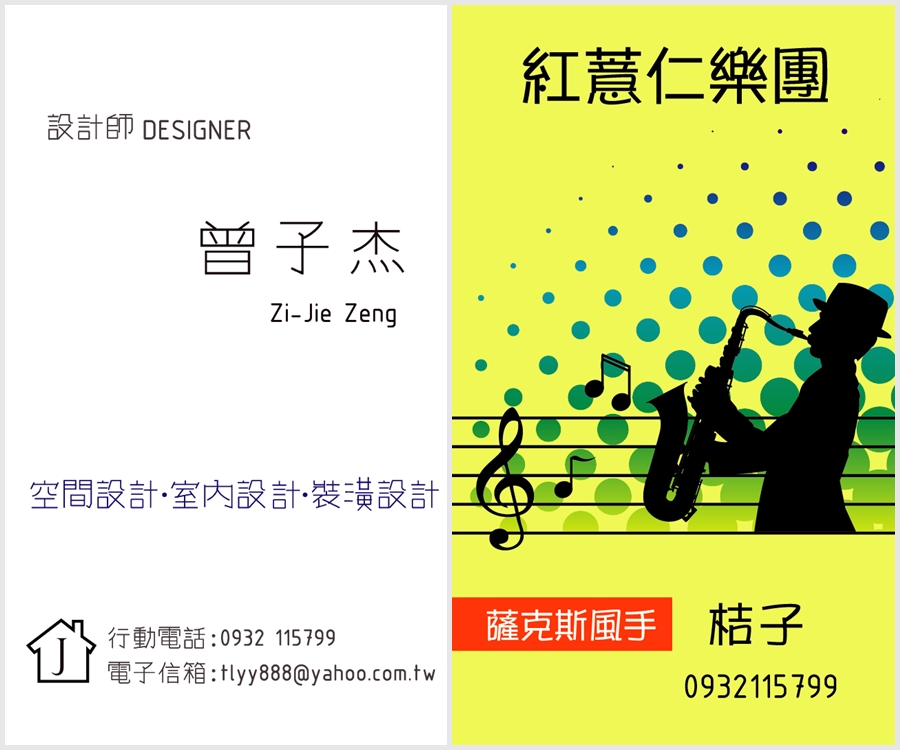 設計師 DESIGNER
曾子杰
Zi-Jie Zeng
空間設計·室內設計·裝潢設計
J
行動電話:0932 115799
電子信箱:tlyy888@yahoo.com.tw
紅薏仁樂團
薩克斯風手
桔子
0932115799